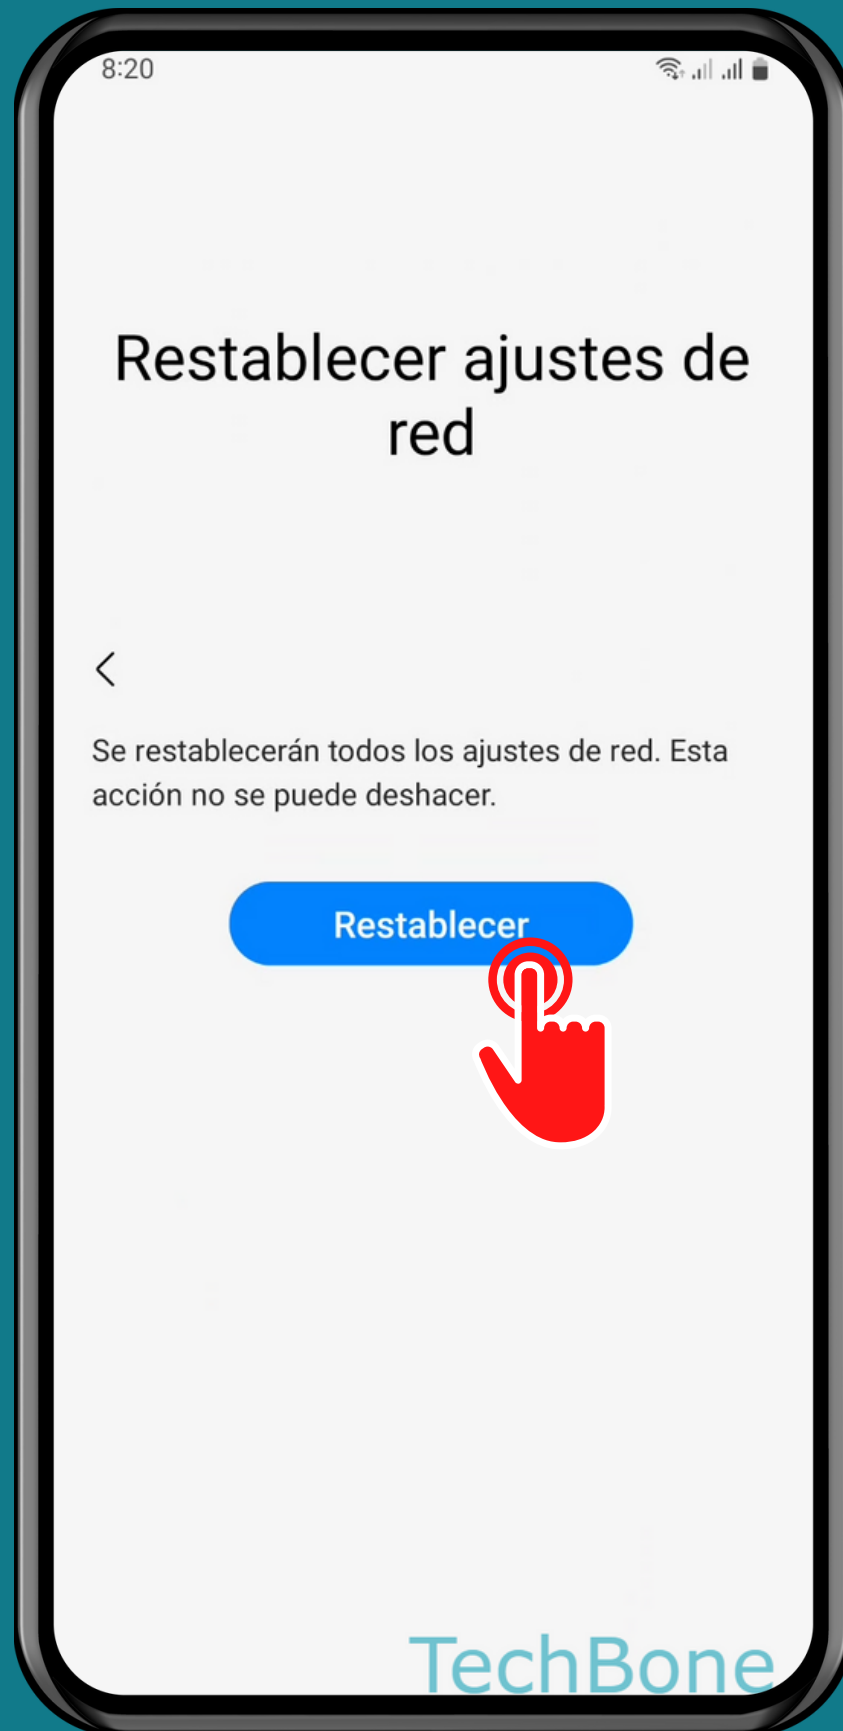 8:20
Restablecer ajustes de
red
Se restablecerán todos los ajustes de red. Esta
acción no se puede deshacer.
Restablecer
TechBone